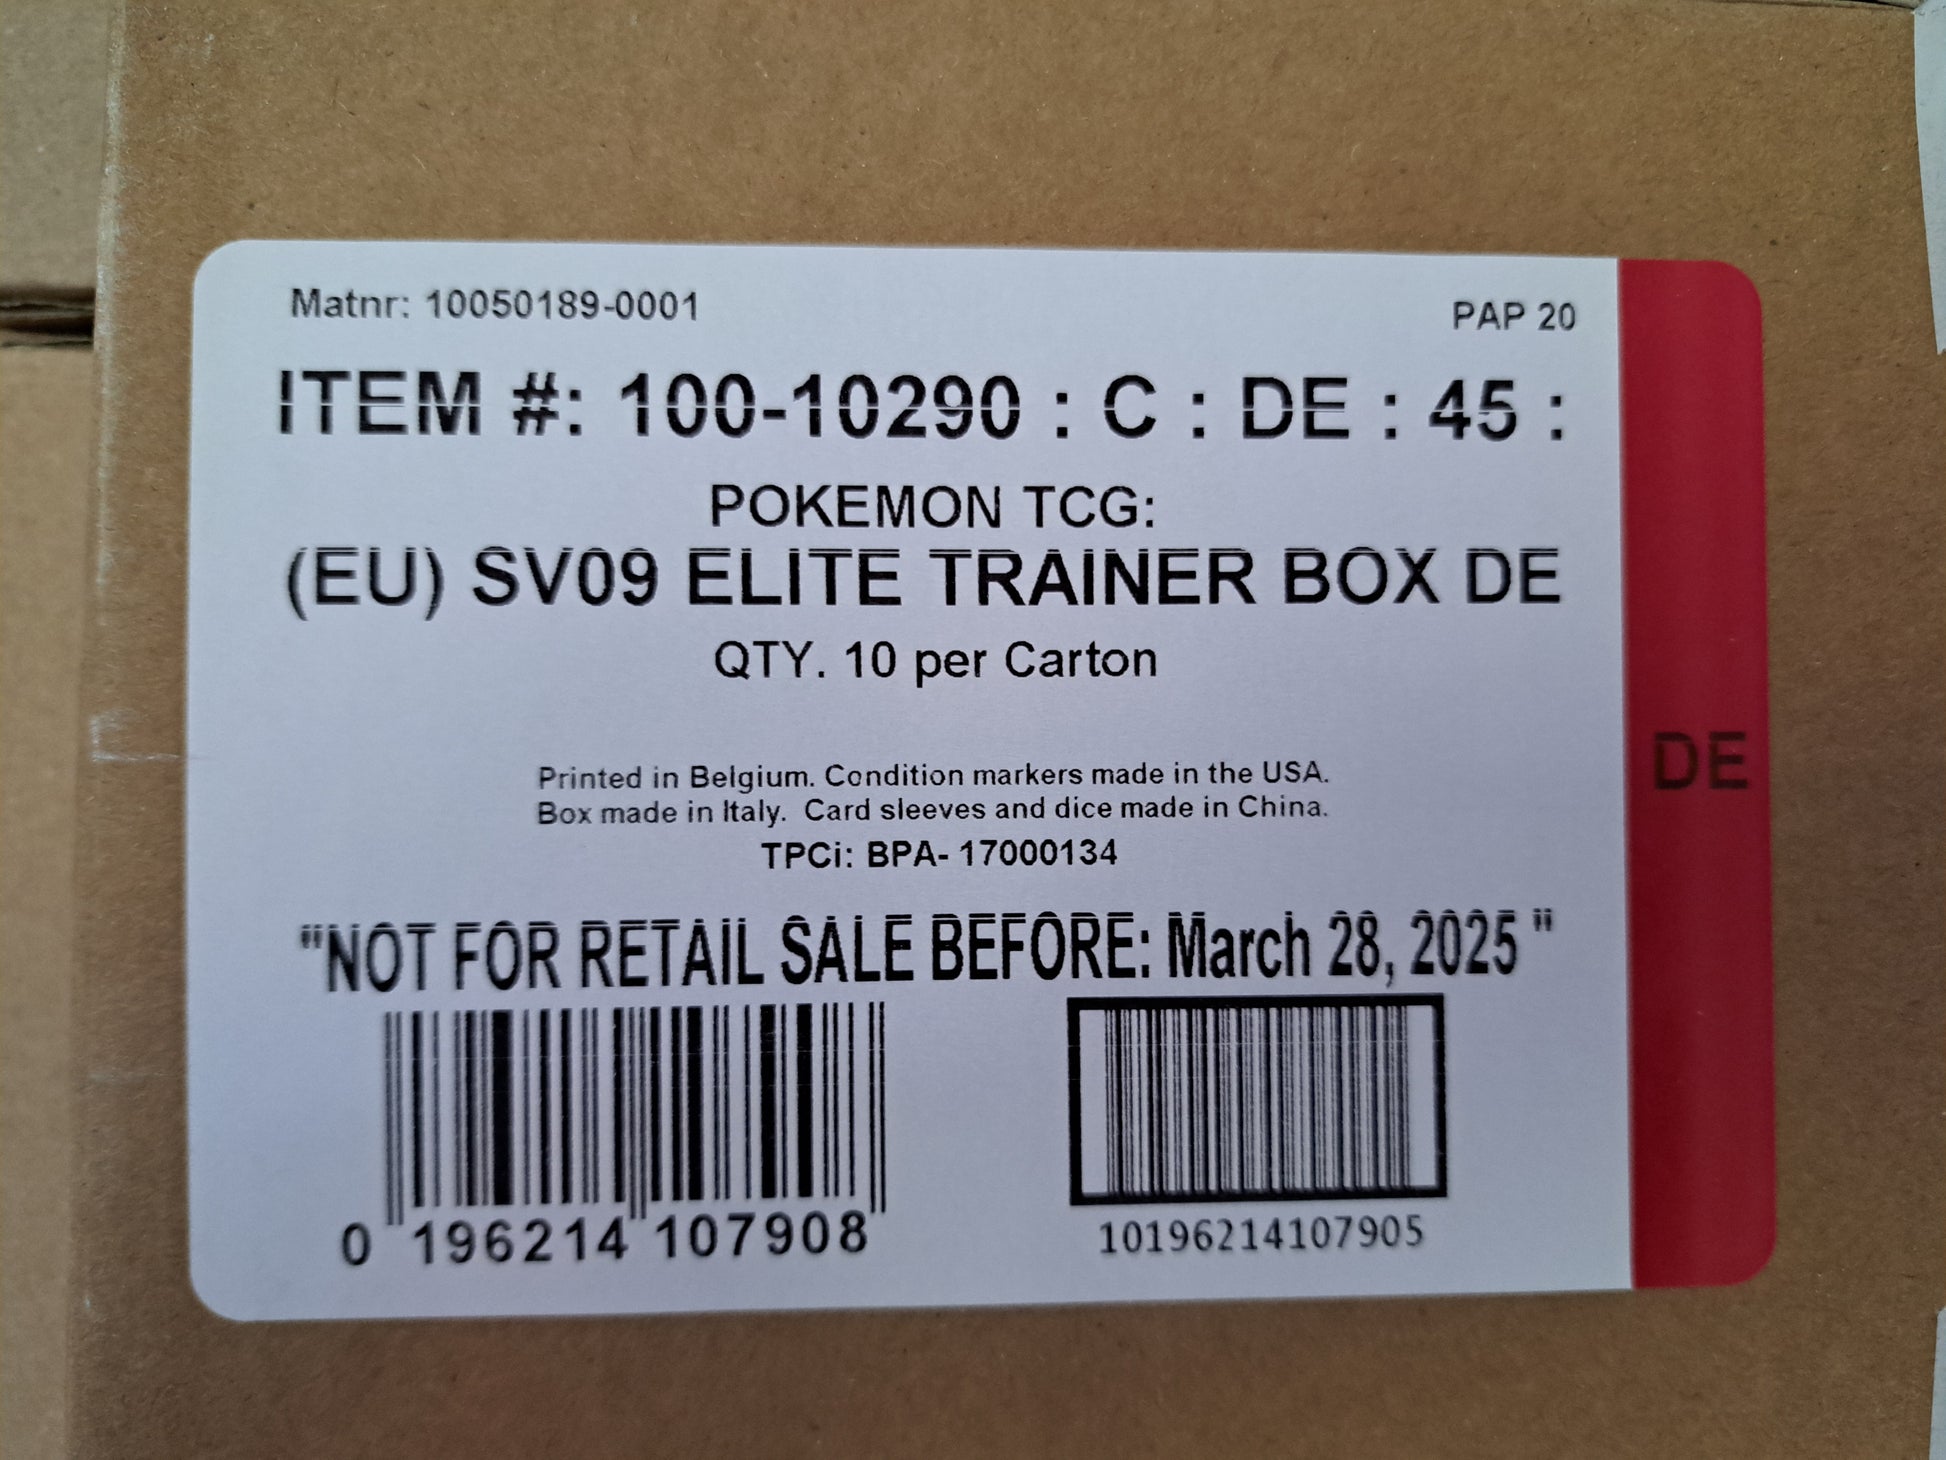 Matnr: 10050189-0001
PAP 20
ITEM #: 100-10290 : C : DE : 45 :
POKEMON TCG:
(EU) SV09 ELITE TRAINER BOX DE
QTY. 10 per Carton
DE
Printed in Belgium. Condition markers made in the USA.
Box made in Italy.  Card sleeves and dice made in China.
TPCi: BPA- 17000134
"NOT FOR RETAIL SALE BEFORE: March 28, 2025 "
0 196214 107908
10196214107905